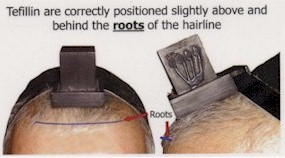 Tefillin are correctly positioned slightly above and
behind the roots of the hairline
Roots